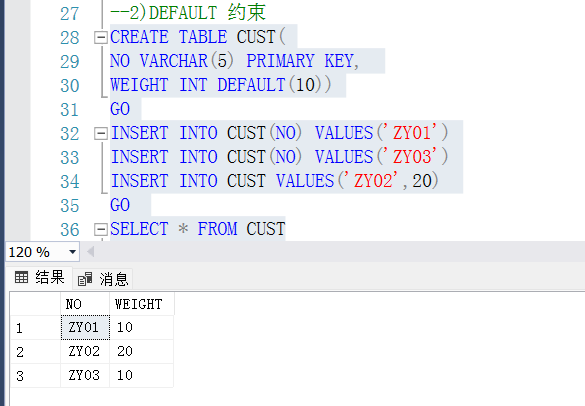 27 --2)DEFAULT 约束
28 CREATE TABLE CUST(
29 NO VARCHAR(5) PRIMARY KEY,
30 WEIGHT INT DEFAULT(10))
31 GO
32 INSERT INTO CUST(NO) VALUES('ZY01')
33 INSERT INTO CUST(NO) VALUES('ZY03')
34 INSERT INTO CUST VALUES('ZY02',20)
35 GO
36 SELECT * FROM CUST
120 %
结果 消息
NO WEIGHT
1 ZY01 10
2 ZY02 20
3 ZY03 10